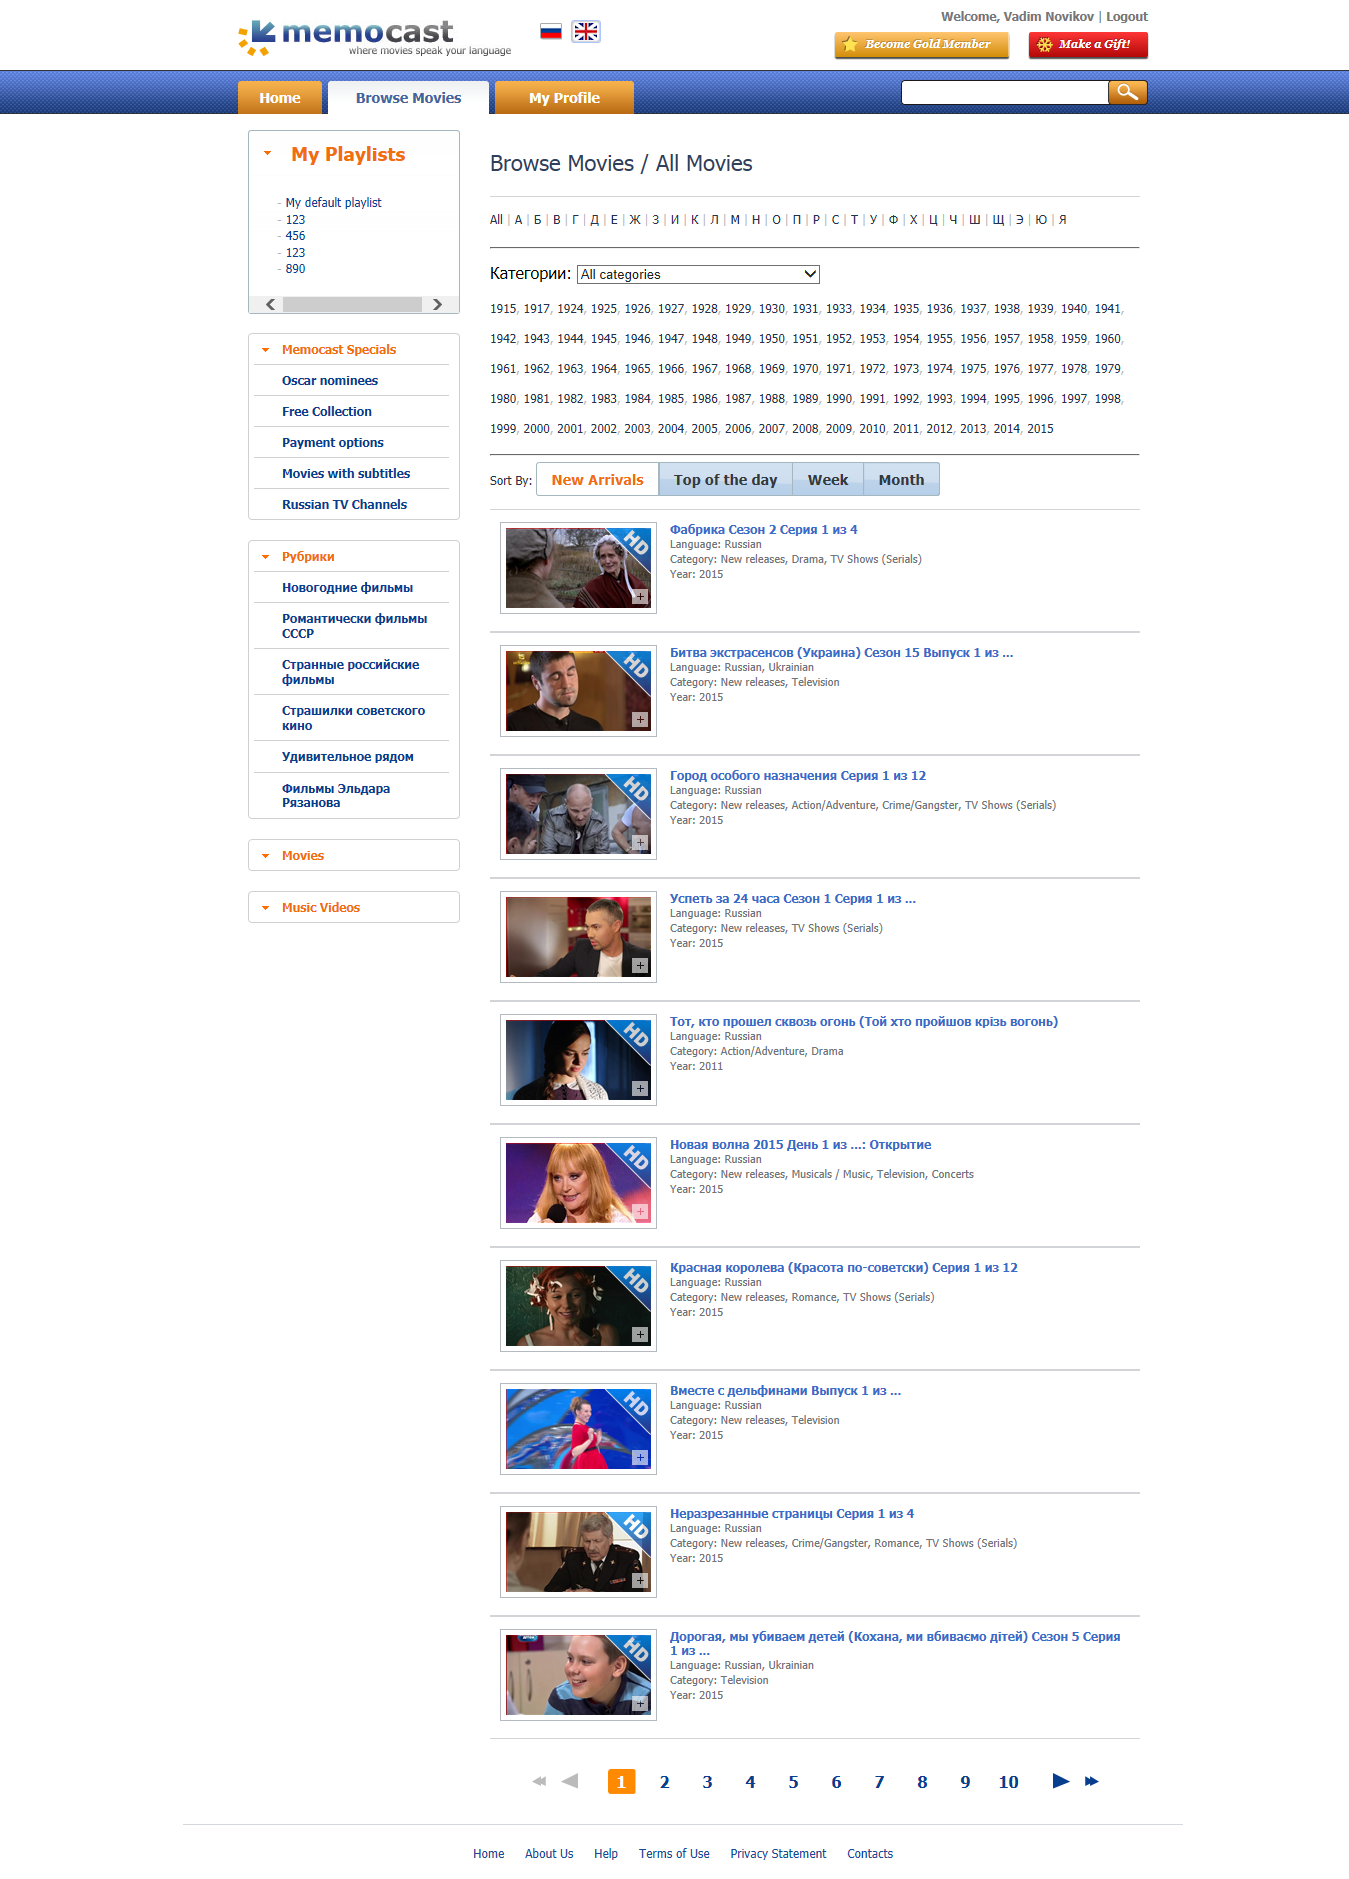 memocast
where movies speak your language
Welcome, Vadim Novikov | Logout
Become Gold Member
Make a Gift!
Home
Browse Movies
My Profile
My Playlists
- My default playlist
- 123
- 456
- 123
- 890
Memocast Specials
Oscar nominees
Free Collection
Payment options
Movies with subtitles
Russian TV Channels
Рубрики
Новогодние фильмы
Романтически фильмы
СССР
Странные российские
фильмы
Страшилки советского
кино
Удивительное рядом
Фильмы Эльдара
Рязанова
Movies
Music Videos
Browse Movies / All Movies
All | А | Б | В | Г | Д | Е | Ж | З | И | К | Л | М | Н | О | П | Р | С | Т | У | Ф | Х | Ц | Ч | Ш | Щ | Э | Ю | Я
Категории: All categories
1915, 1917, 1924, 1925, 1926, 1927, 1928, 1929, 1930, 1931, 1933, 1934, 1935, 1936, 1937, 1938, 1939, 1940, 1941,
1942, 1943, 1944, 1945, 1946, 1947, 1948, 1949, 1950, 1951, 1952, 1953, 1954, 1955, 1956, 1957, 1958, 1959, 1960,
1961, 1962, 1963, 1964, 1965, 1966, 1967, 1968, 1969, 1970, 1971, 1972, 1973, 1974, 1975, 1976, 1977, 1978, 1979,
1980, 1981, 1982, 1983, 1984, 1985, 1986, 1987, 1988, 1989, 1990, 1991, 1992, 1993, 1994, 1995, 1996, 1997, 1998,
1999, 2000, 2001, 2002, 2003, 2004, 2005, 2006, 2007, 2008, 2009, 2010, 2011, 2012, 2013, 2014, 2015
Sort By: New Arrivals Top of the day Week Month
HD
+
Фабрика Сезон 2 Серия 1 из 4
Language: Russian
Category: New releases, Drama, TV Shows (Serials)
Year: 2015
HD
+
Битва экстрасенсов (Украина) Сезон 15 Выпуск 1 из ...
Language: Russian, Ukrainian
Category: New releases, Television
Year: 2015
HD
+
Город особого назначения Серия 1 из 12
Language: Russian
Category: New releases, Action/Adventure, Crime/Gangster, TV Shows (Serials)
Year: 2015
+
Успеть за 24 часа Сезон 1 Серия 1 из ...
Language: Russian
Category: New releases, TV Shows (Serials)
Year: 2015
HD
+
Тот, кто прошел сквозь огонь (Той хто пройшов крізь вогонь)
Language: Russian
Category: Action/Adventure, Drama
Year: 2011
HD
+
Новая волна 2015 День 1 из ...: Открытие
Language: Russian
Category: New releases, Musicals / Music, Television, Concerts
Year: 2015
HD
+
Красная королева (Красота по-советски) Серия 1 из 12
Language: Russian
Category: New releases, Romance, TV Shows (Serials)
Year: 2015
HD
+
Вместе с дельфинами Выпуск 1 из ...
Language: Russian
Category: New releases, Television
Year: 2015
HD
+
Неразрезанные страницы Серия 1 из 4
Language: Russian
Category: New releases, Crime/Gangster, Romance, TV Shows (Serials)
Year: 2015
HD
+
Дорогая, мы убиваем детей (Кохана, ми вбиваємо дітей) Сезон 5 Серия
1 из ...
Language: Russian, Ukrainian
Category: Television
Year: 2015
1 2 3 4 5 6 7 8 9 10
Home About Us Help Terms of Use Privacy Statement Contacts